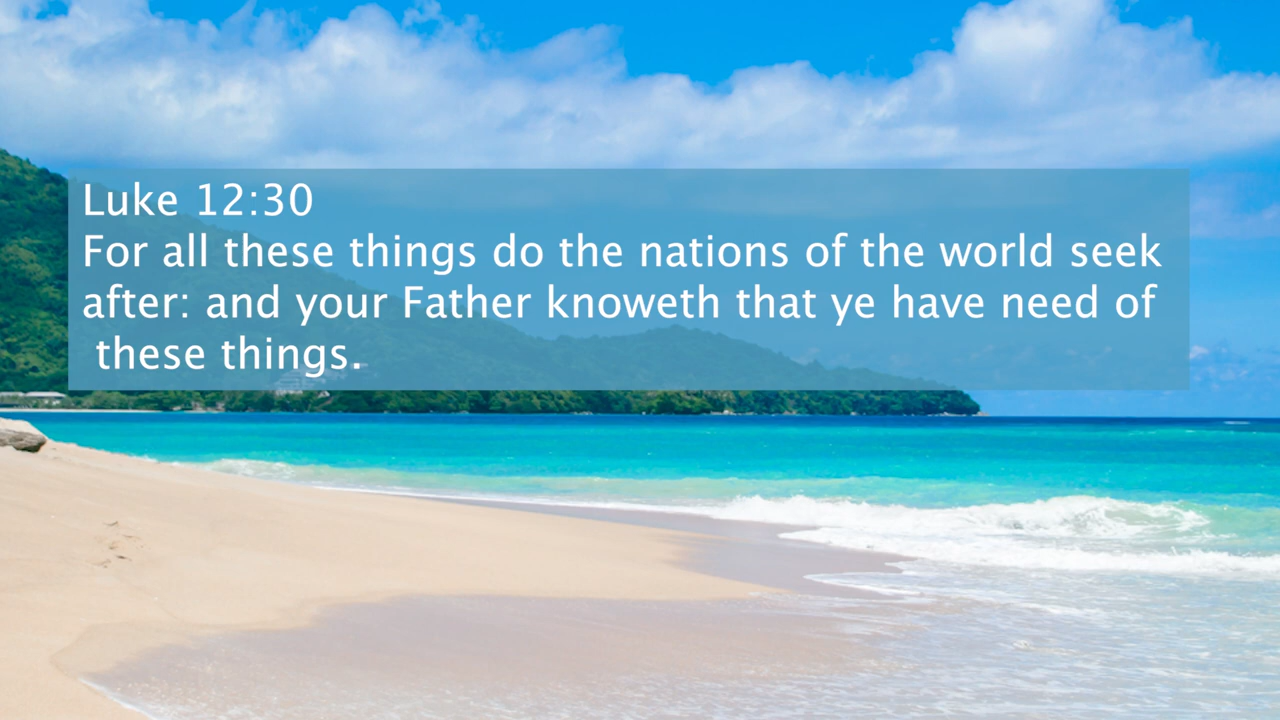 Luke 12:30
For all these things do the nations of the world seek
after: and your Father knoweth that ye have need of
these things.